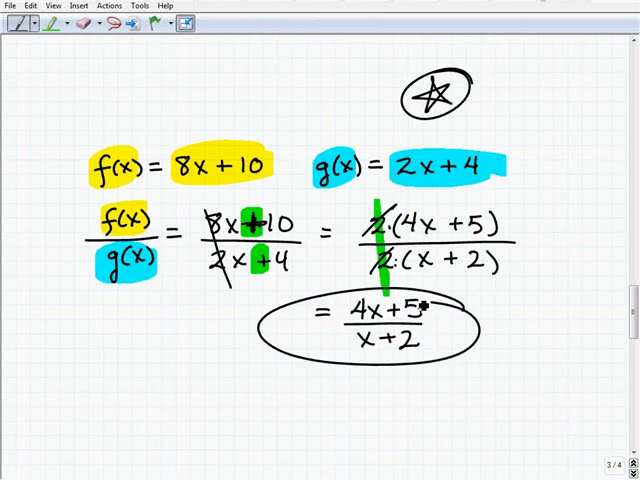 File Edit View Insert Actions Tools Help
f(x) = 8x + 10 g(x) = 2x + 4
f(x)/g(x) = 8x + 10/2x + 4 = 2·(4x + 5)/2·(x + 2)
= 4x + 5/x + 2
3/4